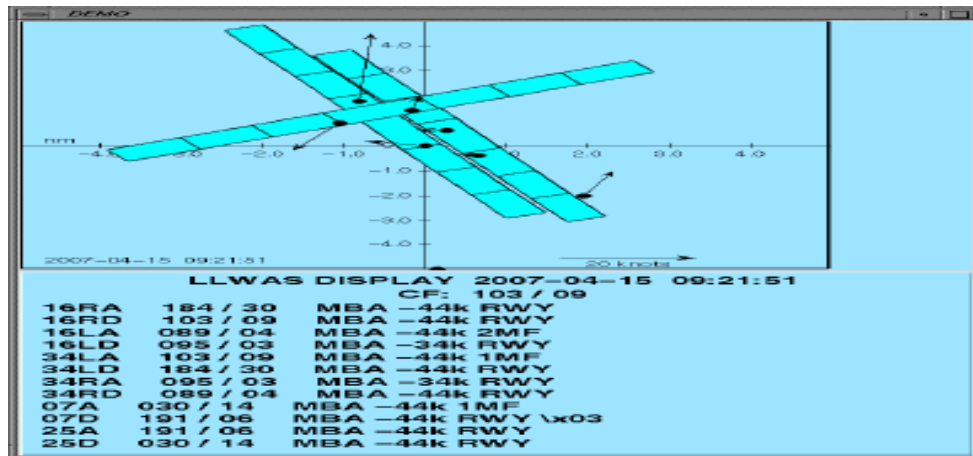 DEMO
4.0
3.0
nm
-4.0
-2.0
-1.0
2.0
3.0
4.0
-1.0
-2.0
-3.0
-4.0
2007-04-15 09:21:51
20 knots
LLWAS DISPLAY 2007-04-15 09:21:51
CF: 103 / 09
16RA 184 / 30 MBA -44k RWY
16RD 103 / 09 MBA -44k RWY
16LA 089 / 04 MBA -44k 2MF
16LD 095 / 03 MBA -34k RWY
34LA 103 / 09 MBA -44k 1MF
34LD 184 / 30 MBA -44k RWY
34RA 095 / 03 MBA -34k RWY
34RD 089 / 04 MBA -44k RWY
07A 030 / 14 MBA -44k 1MF
07D 191 / 06 MBA -44k RWY \x03
25A 191 / 06 MBA -44k RWY
25D 030 / 14 MBA -44k RWY